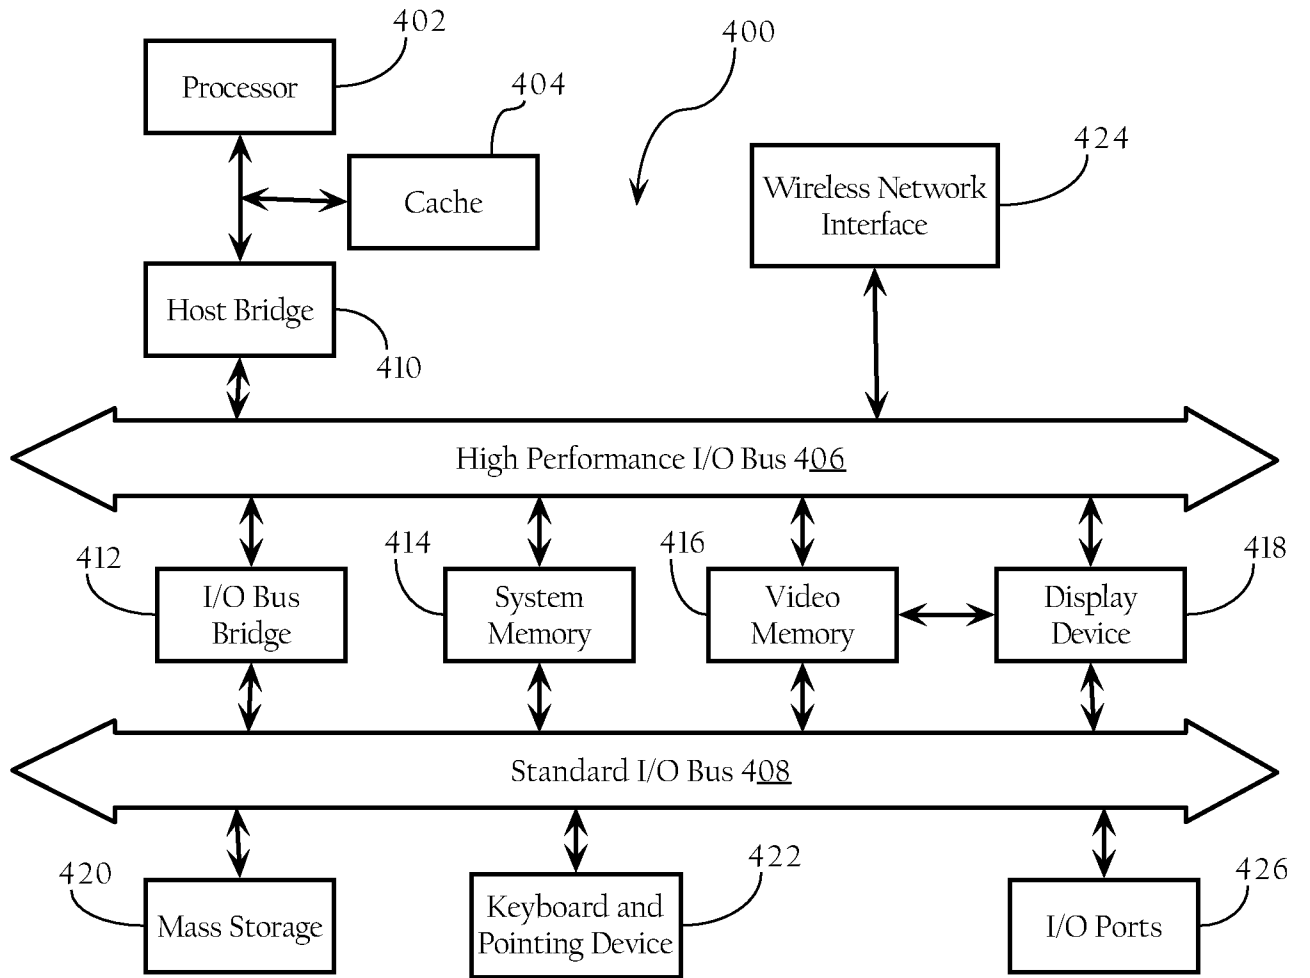 402
Processor
404
Cache
400
424
Wireless Network
Interface
Host Bridge
410
High Performance I/O Bus 406
412
I/O Bus
Bridge
414
System
Memory
416
Video
Memory
418
Display
Device
Standard I/O Bus 408
420
Mass Storage
422
Keyboard and
Pointing Device
426
I/O Ports